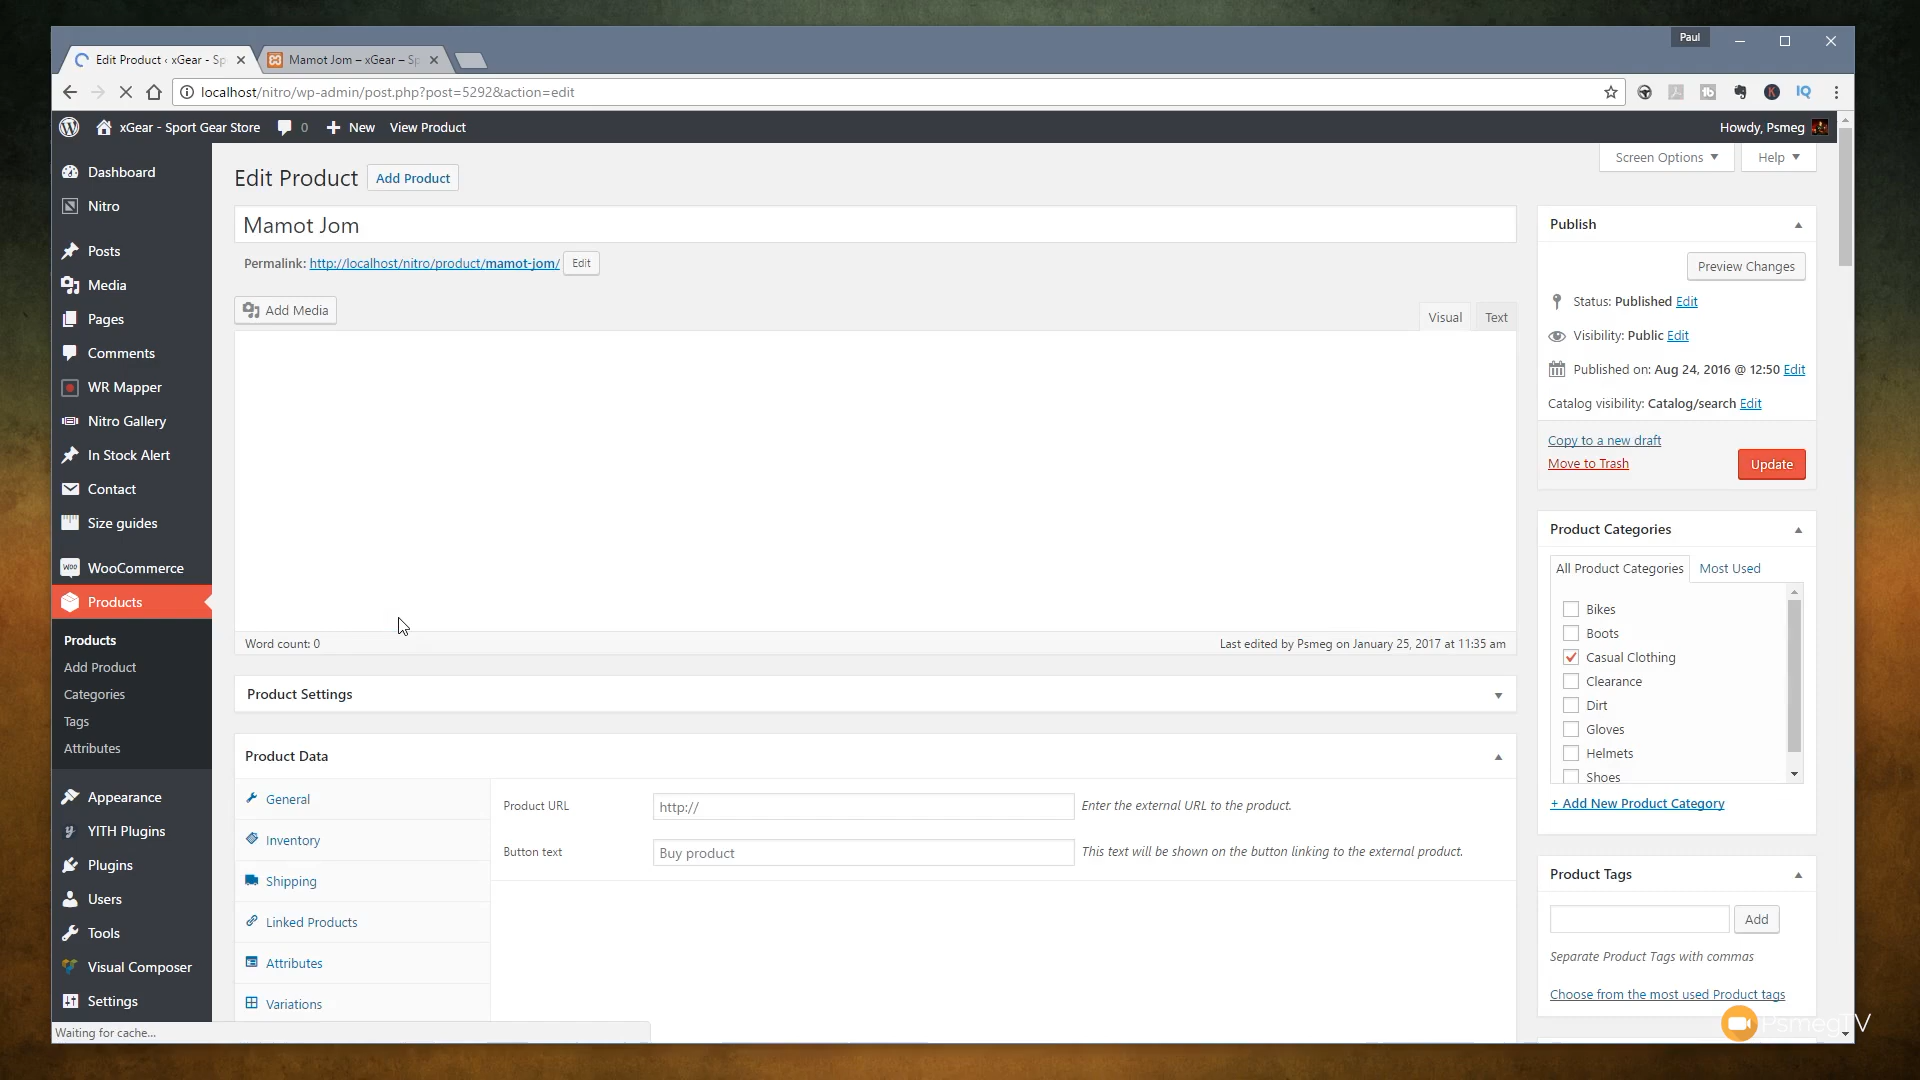 Paul
Edit Product ‹ xGear - Sp
Mamot Jom – xGear – Sp
localhost/nitro/wp-admin/post.php?post=5292&action=edit
IQ
xGear - Sport Gear Store
0
New
View Product
Howdy, Psmeg
Screen Options
Help
Dashboard
Nitro
Posts
Media
Pages
Comments
WR Mapper
Nitro Gallery
In Stock Alert
Contact
Size guides
WooCommerce
Products
Products
Add Product
Categories
Tags
Attributes
Appearance
YITH Plugins
Plugins
Users
Tools
Visual Composer
Settings
Waiting for cache...
Edit Product
Add Product
Mamot Jom
Permalink: http://localhost/nitro/product/mamot-jom/
Edit
Add Media
Visual
Text
Word count: 0
Last edited by Psmeg on January 25, 2017 at 11:35 am
Product Settings
Product Data
General
Inventory
Shipping
Linked Products
Attributes
Variations
Product URL
http://
Enter the external URL to the product.
Button text
Buy product
This text will be shown on the button linking to the external product.
Publish
Preview Changes
Status: Published Edit
Visibility: Public Edit
Published on: Aug 24, 2016 @ 12:50 Edit
Catalog visibility: Catalog/search Edit
Copy to a new draft
Move to Trash
Update
Product Categories
All Product Categories
Most Used
Bikes
Boots
Casual Clothing
Clearance
Dirt
Gloves
Helmets
Shoes
+ Add New Product Category
Product Tags
Add
Separate Product Tags with commas
Choose from the most used Product tags
PsmegTV